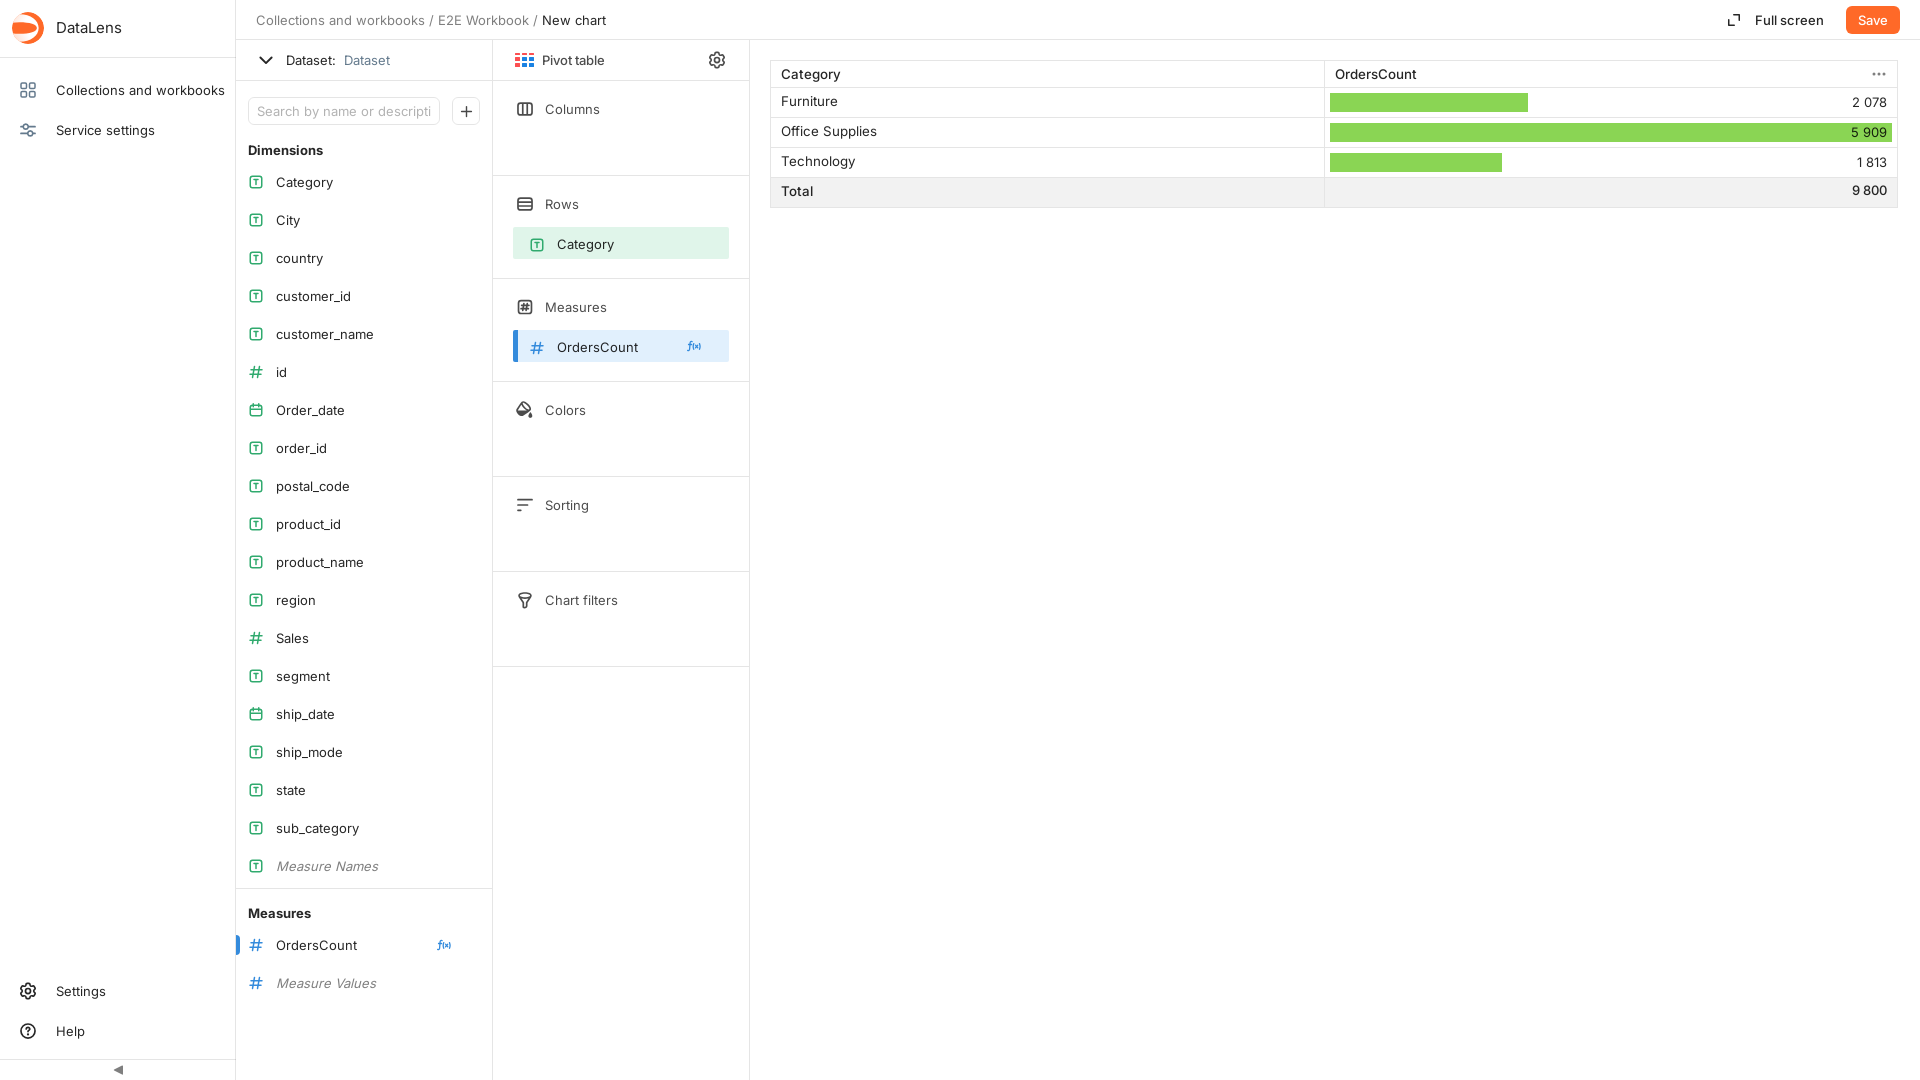 DataLens
Collections and workbooks
Service settings
Settings
Help
Collections and workbooks / E2E Workbook / New chart
Full screen
Save
Dataset: Dataset
Search by name or descripti
Dimensions
Category
City
country
customer_id
customer_name
id
Order_date
order_id
postal_code
product_id
product_name
region
Sales
segment
ship_date
ship_mode
state
sub_category
Measure Names
Measures
OrdersCount
Measure Values
Pivot table
Columns
Rows
Category
Measures
OrdersCount
Colors
Sorting
Chart filters
Category OrdersCount
Furniture 2 078
Office Supplies 5 909
Technology 1 813
Total 9 800